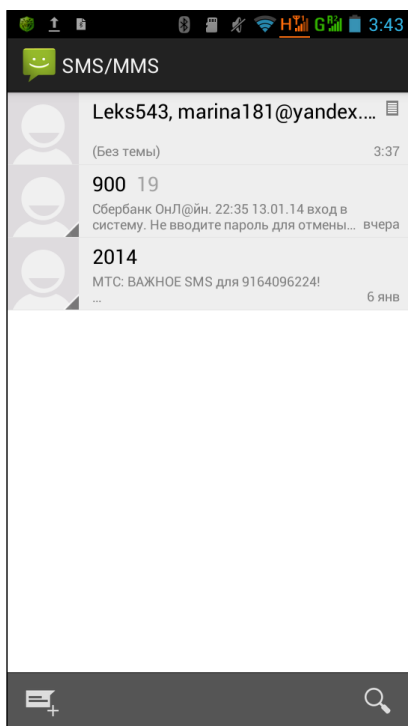 H G R 3:43
SMS/MMS
Leks543, marina181@yandex....
(Без темы) 3:37
900 19
Сбербанк ОнЛ@йн. 22:35 13.01.14 вход в
систему. Не вводите пароль для отмены... вчера
2014
МТС: ВАЖНОЕ SMS для 9164096224!
... 6 янв